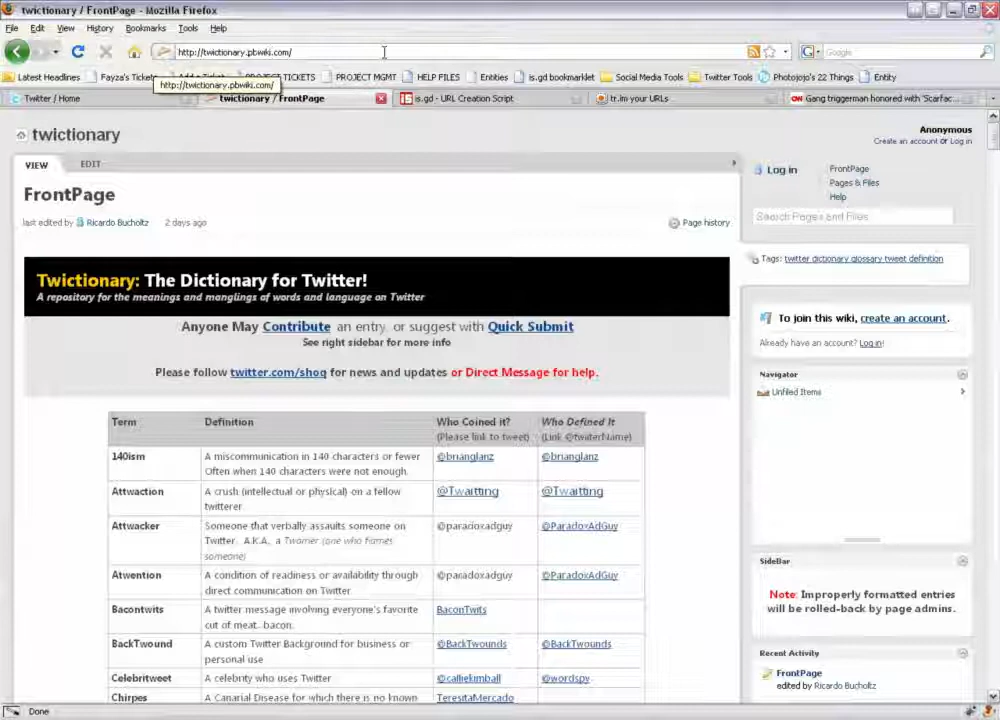 twictionary / FrontPage - Mozilla Firefox
File Edit View History Bookmarks Tools Help
http://twictionary.pbwiki.com/
Google
Latest Headlines Fayza's Tickets PROJECT MGMT HELP FILES Entities is.gd bookmarklet Social Media Tools Twitter Tools Photojojo's 22 Things Entity
TICKETS
http://twictionary.pbwiki.com/
Twitter / Home twictionary / FrontPage is.gd - URL Creation Script tr.im your URLs CNN Gang triggerman honored with 'Scarfac...
twictionary
Anonymous
Create an account or Log in
VIEW EDIT
Log in
FrontPage
Pages & Files
Help
Search Pages and Files
FrontPage
last edited by Ricardo Bucholtz 2 days ago
Page history
Tags: twitter dictionary glossary tweet definition
Twictionary: The Dictionary for Twitter!
A repository for the meanings and manglings of words and language on Twitter
Anyone May Contribute an entry or suggest with Quick Submit
See right sidebar for more info
Please follow twitter.com/shoq for news and updates or Direct Message for help.
To join this wiki, create an account.
Already have an account? Log in!
Navigator
Unfiled Items
Term Definition Who Coined it? Who Defined It
(Please link to tweet) (Link @twiterName)
140ism A miscommunication in 140 characters or fewer @brianglanz @brianglanz
Often when 140 characters were not enough.
Attwaction A crush (intellectual or physical) on a fellow @Twaitting @Twaitting
twitterer
Attwacker Someone that verbally assaults someone on @paradoxadguy @ParadoxAdGuy
Twitter. A.K.A. a Twamer (one who flames
someone)
Atwention A condition of readiness or availability through @paradoxadguy @ParadoxAdGuy
direct communication on Twitter
Bacontwits A twitter message involving everyone's favorite BaconTwits
cut of meat...bacon.
BackTwound A custom Twitter Background for business or @BackTwounds @BackTwounds
personal use
Celebritweet A celebrity who uses Twitter @calliekimball @wordspy
Chirpes A Canarial Disease for which there is no known TeresitaMercado
SideBar
Note: Improperly formatted entries
will be rolled-back by page admins.
Recent Activity
FrontPage
edited by Ricardo Bucholtz
Done